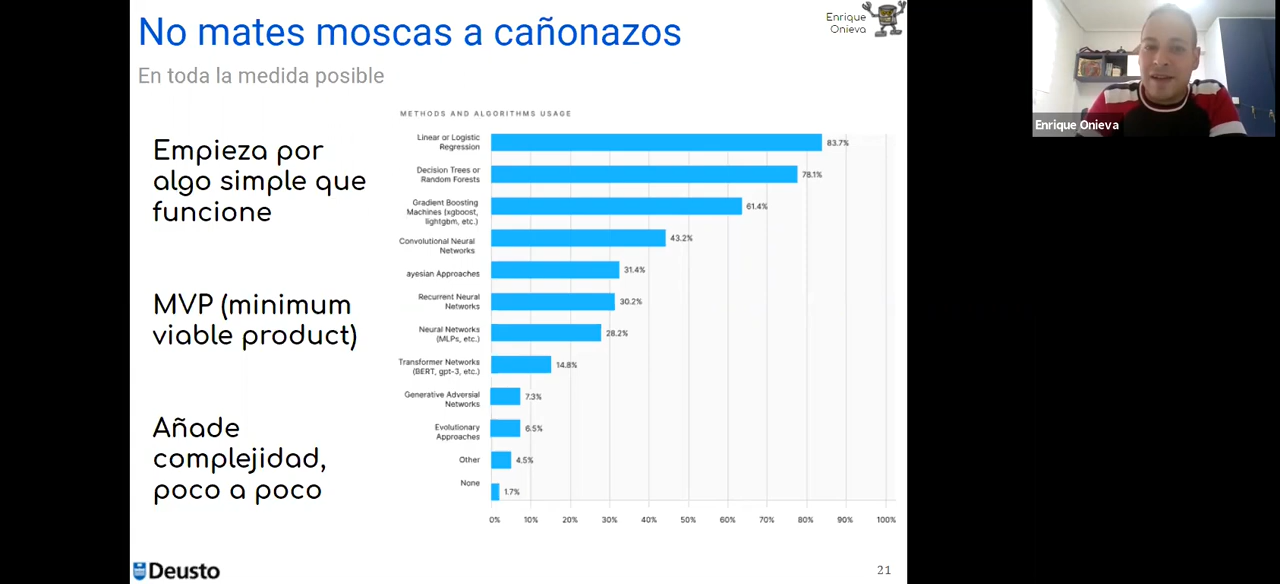 No mates moscas a cañonazos
En toda la medida posible
Enrique
Onieva
Enrique Onieva
Empieza por
algo simple que
funcione
MVP (minimum
viable product)
Añade
complejidad,
poco a poco
METHODS AND ALGORITHMS USAGE
Linear or Logistic
Regression
83.7%
Decision Trees or
Random Forests
78.1%
Gradient Boosting
Machines (xgboost,
lightgbm, etc.)
61.4%
Convolutional Neural
Networks
43.2%
ayesian Approaches
31.4%
Recurrent Neural
Networks
30.2%
Neural Networks
(MLPs, etc.)
28.2%
Transformer Networks
(BERT, gpt-3, etc.)
14.8%
Generative Adversial
Networks
7.3%
Evolutionary
Approaches
6.5%
Other
4.5%
None
1.7%
0% 10% 20% 30% 40% 50% 60% 70% 80% 90% 100%
Deusto
21